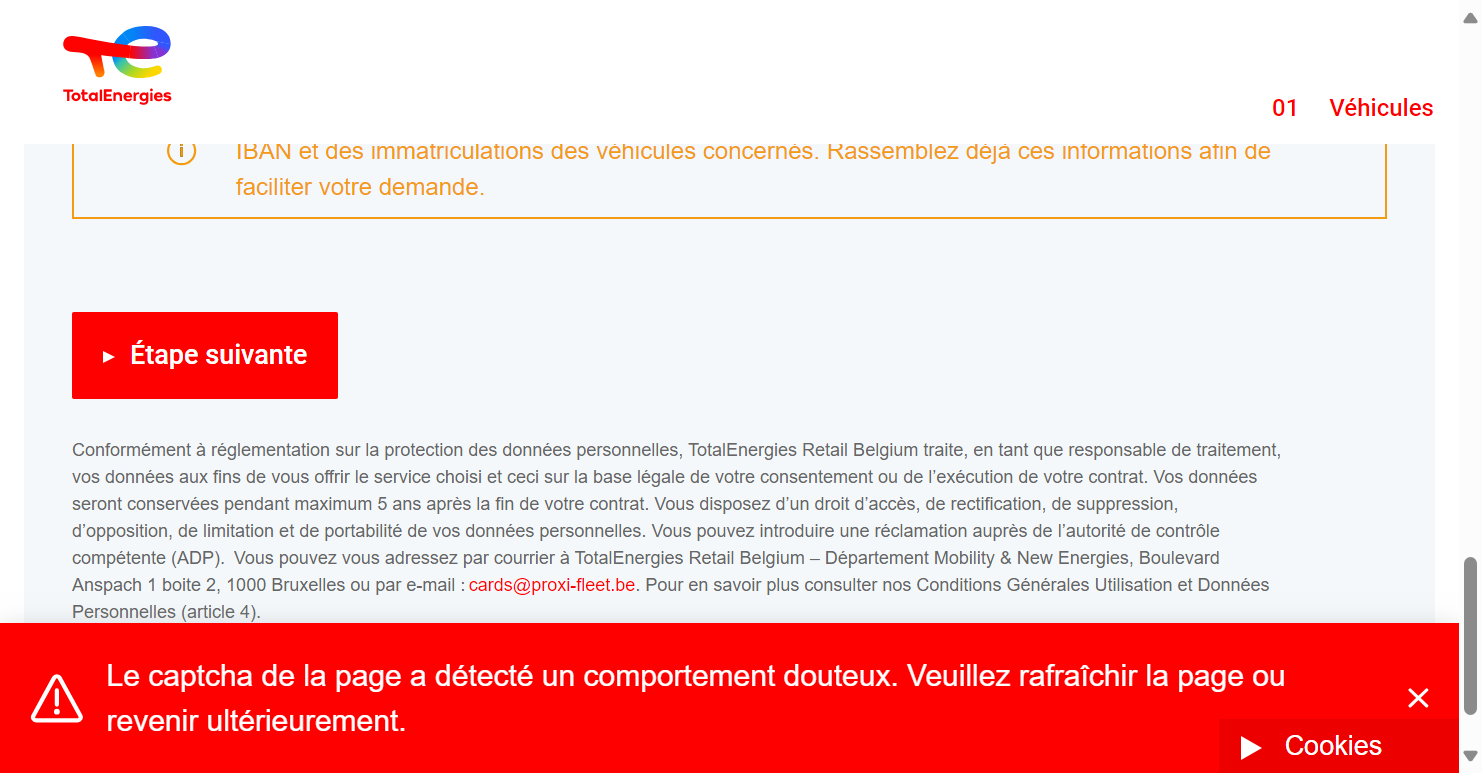 TotalEnergies
01 Véhicules
IBAN et des immatriculations des véhicules concernés. Rassemblez déjà ces informations afin de
faciliter votre demande.
Étape suivante
Conformément à réglementation sur la protection des données personnelles, TotalEnergies Retail Belgium traite, en tant que responsable de traitement,
vos données aux fins de vous offrir le service choisi et ceci sur la base légale de votre consentement ou de l’exécution de votre contrat. Vos données
seront conservées pendant maximum 5 ans après la fin de votre contrat. Vous disposez d’un droit d’accès, de rectification, de suppression,
d’opposition, de limitation et de portabilité de vos données personnelles. Vous pouvez introduire une réclamation auprès de l’autorité de contrôle
compétente (ADP). Vous pouvez vous adressez par courrier à TotalEnergies Retail Belgium – Département Mobility & New Energies, Boulevard
Anspach 1 boite 2, 1000 Bruxelles ou par e-mail : cards@proxi-fleet.be. Pour en savoir plus consulter nos Conditions Générales Utilisation et Données
Personnelles (article 4).
Le captcha de la page a détecté un comportement douteux. Veuillez rafraîchir la page ou
revenir ultérieurement.
Cookies